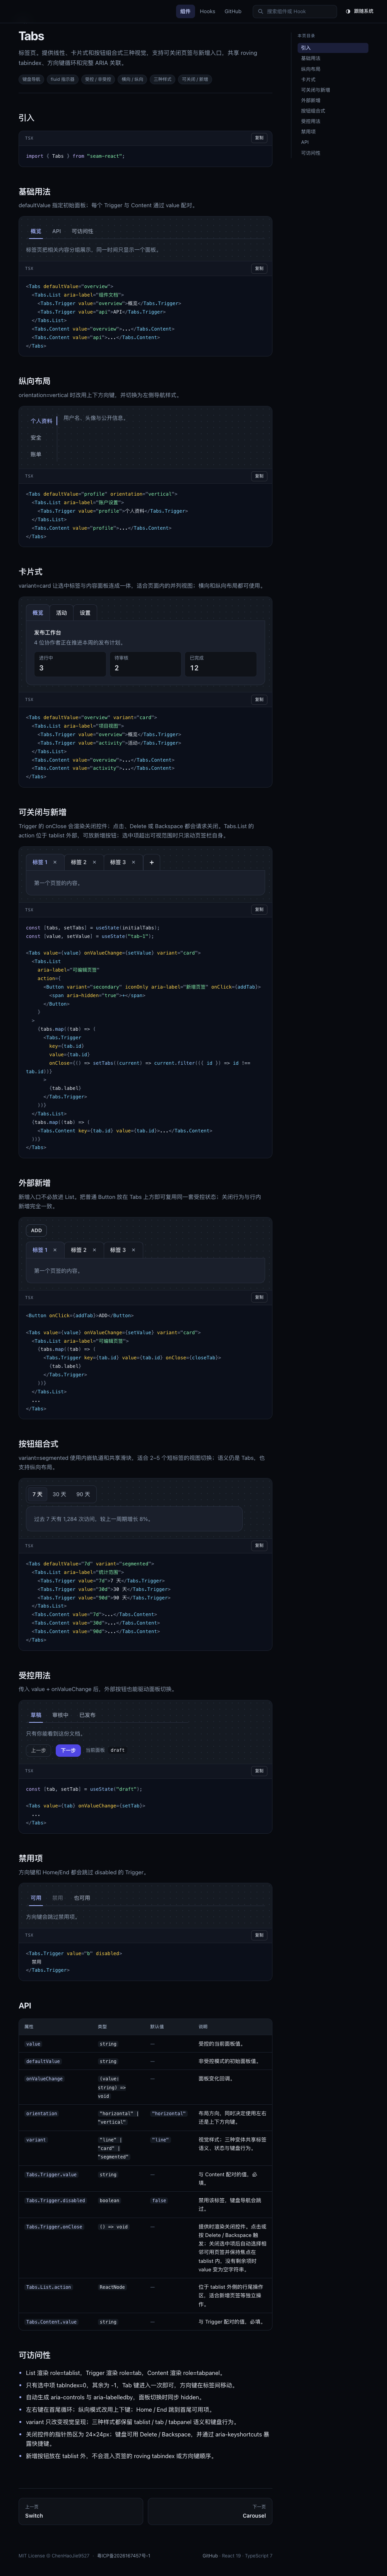 组件 Hooks GitHub 搜索组件或 Hook 跟随系统
Tabs
标签页。提供线性、卡片式和按钮组合式三种视觉，支持可关闭页签与新增入口，共享 roving
tabindex、方向键循环和完整 ARIA 关联。
键盘导航 fluid 指示器 受控 / 非受控 横向 / 纵向 三种样式 可关闭 / 新增
本页目录
引入
基础用法
纵向布局
卡片式
可关闭与新增
外部新增
按钮组合式
受控用法
禁用项
API
可访问性
引入
TSX 复制
import { Tabs } from "seam-react";
基础用法
defaultValue 指定初始面板；每个 Trigger 与 Content 通过 value 配对。
概览 API 可访问性
标签页把相关内容分组展示，同一时间只显示一个面板。
TSX 复制
<Tabs defaultValue="overview">
<Tabs.List aria-label="组件文档">
<Tabs.Trigger value="overview">概览</Tabs.Trigger>
<Tabs.Trigger value="api">API</Tabs.Trigger>
</Tabs.List>
<Tabs.Content value="overview">...</Tabs.Content>
<Tabs.Content value="api">...</Tabs.Content>
</Tabs>
纵向布局
orientation=vertical 时改用上下方向键，并切换为左侧导航样式。
个人资料 用户名、头像与公开信息。
安全
账单
TSX 复制
<Tabs defaultValue="profile" orientation="vertical">
<Tabs.List aria-label="账户设置">
<Tabs.Trigger value="profile">个人资料</Tabs.Trigger>
</Tabs.List>
<Tabs.Content value="profile">...</Tabs.Content>
</Tabs>
卡片式
variant=card 让选中标签与内容面板连成一体，适合页面内的并列视图；横向和纵向布局都可使用。
概览 活动 设置
发布工作台
4 位协作者正在推进本周的发布计划。
进行中 待审核 已完成
3 2 12
TSX 复制
<Tabs defaultValue="overview" variant="card">
<Tabs.List aria-label="项目视图">
<Tabs.Trigger value="overview">概览</Tabs.Trigger>
<Tabs.Trigger value="activity">活动</Tabs.Trigger>
</Tabs.List>
<Tabs.Content value="overview">...</Tabs.Content>
<Tabs.Content value="activity">...</Tabs.Content>
</Tabs>
可关闭与新增
Trigger 的 onClose 会渲染关闭控件；点击、Delete 或 Backspace 都会请求关闭。Tabs.List 的
action 位于 tablist 外部，可放新增按钮；选中项超出可视范围时只滚动页签栏自身。
标签 1 × 标签 2 × 标签 3 × +
第一个页签的内容。
TSX 复制
const [tabs, setTabs] = useState(initialTabs);
const [value, setValue] = useState("tab-1");
<Tabs value={value} onValueChange={setValue} variant="card">
<Tabs.List
aria-label="可编辑页签"
action={
<Button variant="secondary" iconOnly aria-label="新增页签" onClick={addTab}>
<span aria-hidden="true">+</span>
</Button>
}
>
{tabs.map((tab) => (
<Tabs.Trigger
key={tab.id}
value={tab.id}
onClose={() => setTabs((current) => current.filter(({ id }) => id !==
tab.id))}
>
{tab.label}
</Tabs.Trigger>
))}
</Tabs.List>
{tabs.map((tab) => (
<Tabs.Content key={tab.id} value={tab.id}>...</Tabs.Content>
))}
</Tabs>
外部新增
新增入口不必放进 List。把普通 Button 放在 Tabs 上方即可复用同一套受控状态；关闭行为与行内
新增完全一致。
ADD
标签 1 × 标签 2 × 标签 3 ×
第一个页签的内容。
TSX 复制
<Button onClick={addTab}>ADD</Button>
<Tabs value={value} onValueChange={setValue} variant="card">
<Tabs.List aria-label="可编辑页签">
{tabs.map((tab) => (
<Tabs.Trigger key={tab.id} value={tab.id} onClose={closeTab}>
{tab.label}
</Tabs.Trigger>
))}
</Tabs.List>
...
</Tabs>
按钮组合式
variant=segmented 使用内嵌轨道和共享滑块，适合 2–5 个短标签的视图切换；语义仍是 Tabs，也
支持纵向布局。
7 天 30 天 90 天
过去 7 天有 1,284 次访问，较上一周期增长 8%。
TSX 复制
<Tabs defaultValue="7d" variant="segmented">
<Tabs.List aria-label="统计范围">
<Tabs.Trigger value="7d">7 天</Tabs.Trigger>
<Tabs.Trigger value="30d">30 天</Tabs.Trigger>
<Tabs.Trigger value="90d">90 天</Tabs.Trigger>
</Tabs.List>
<Tabs.Content value="7d">...</Tabs.Content>
<Tabs.Content value="30d">...</Tabs.Content>
<Tabs.Content value="90d">...</Tabs.Content>
</Tabs>
受控用法
传入 value + onValueChange 后，外部按钮也能驱动面板切换。
草稿 审核中 已发布
只有你能看到这份文档。
上一步 下一步 当前面板 draft
TSX 复制
const [tab, setTab] = useState("draft");
<Tabs value={tab} onValueChange={setTab}>
...
</Tabs>
禁用项
方向键和 Home/End 都会跳过 disabled 的 Trigger。
可用 禁用 也可用
方向键会跳过禁用项。
TSX 复制
<Tabs.Trigger value="b" disabled>
禁用
</Tabs.Trigger>
API
属性 类型 默认值 说明
value string — 受控的当前面板值。
defaultValue string — 非受控模式的初始面板值。
onValueChange (value: string) => void — 面板变化回调。
orientation "horizontal" | "vertical" "horizontal" 布局方向，同时决定使用左右还是上下方向键。
variant "line" | "card" | "segmented" "line" 视觉样式；三种变体共享标签语义、状态与键盘行为。
Tabs.Trigger.value string — 与 Content 配对的值，必填。
Tabs.Trigger.disabled boolean false 禁用该标签，键盘导航会跳过。
Tabs.Trigger.onClose () => void — 提供时渲染关闭控件。点击或按 Delete / Backspace 触发；关闭选中项后自动选择相邻可用页签并保持焦点在 tablist 内，没有剩余项时 value 变为空字符串。
Tabs.List.action ReactNode — 位于 tablist 外侧的行尾操作区，适合新增页签等独立操作。
Tabs.Content.value string — 与 Trigger 配对的值，必填。
可访问性
List 渲染 role=tablist，Trigger 渲染 role=tab，Content 渲染 role=tabpanel。
只有选中项 tabIndex=0，其余为 -1，Tab 键进入一次即可，方向键在标签间移动。
自动生成 aria-controls 与 aria-labelledby，面板切换时同步 hidden。
左右键在首尾循环；纵向模式改用上下键；Home / End 跳到首尾可用项。
variant 只改变视觉呈现；三种样式都保留 tablist / tab / tabpanel 语义和键盘行为。
关闭控件的指针热区为 24×24px；键盘可用 Delete / Backspace，并通过 aria-keyshortcuts 暴
露快捷键。
新增按钮放在 tablist 外，不会混入页签的 roving tabindex 或方向键顺序。
上一页 下一页
Switch Carousel
MIT License © ChenHaoJie9527 · 粤ICP备2026167457号-1 GitHub · React 19 · TypeScript 7